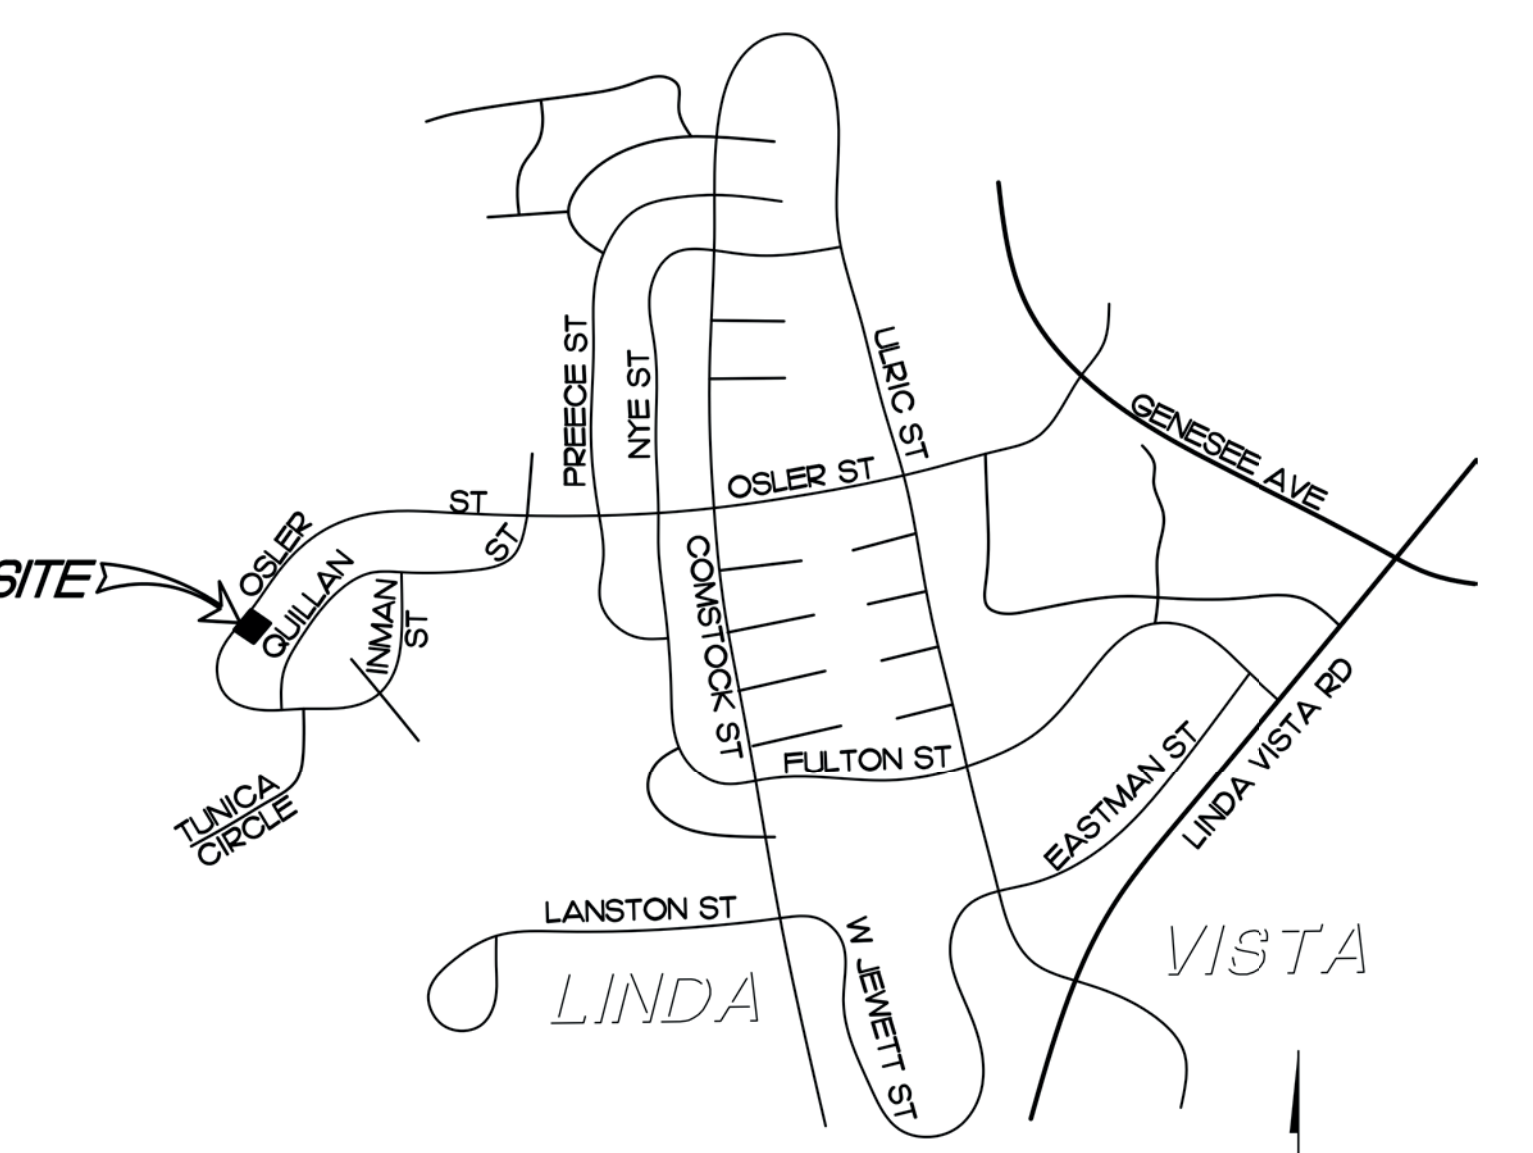 PREECE ST
NYE ST
ULRIC ST
GENESEE AVE
OSLER ST
OSLER ST
QUILLAN ST
SITE
INMAN
ST
COMSTOCK ST
FULTON ST
EASTMAN ST
LINDA VISTA RD
TUNICA
CIRCLE
LANSTON ST
W JEWETT ST
LINDA VISTA